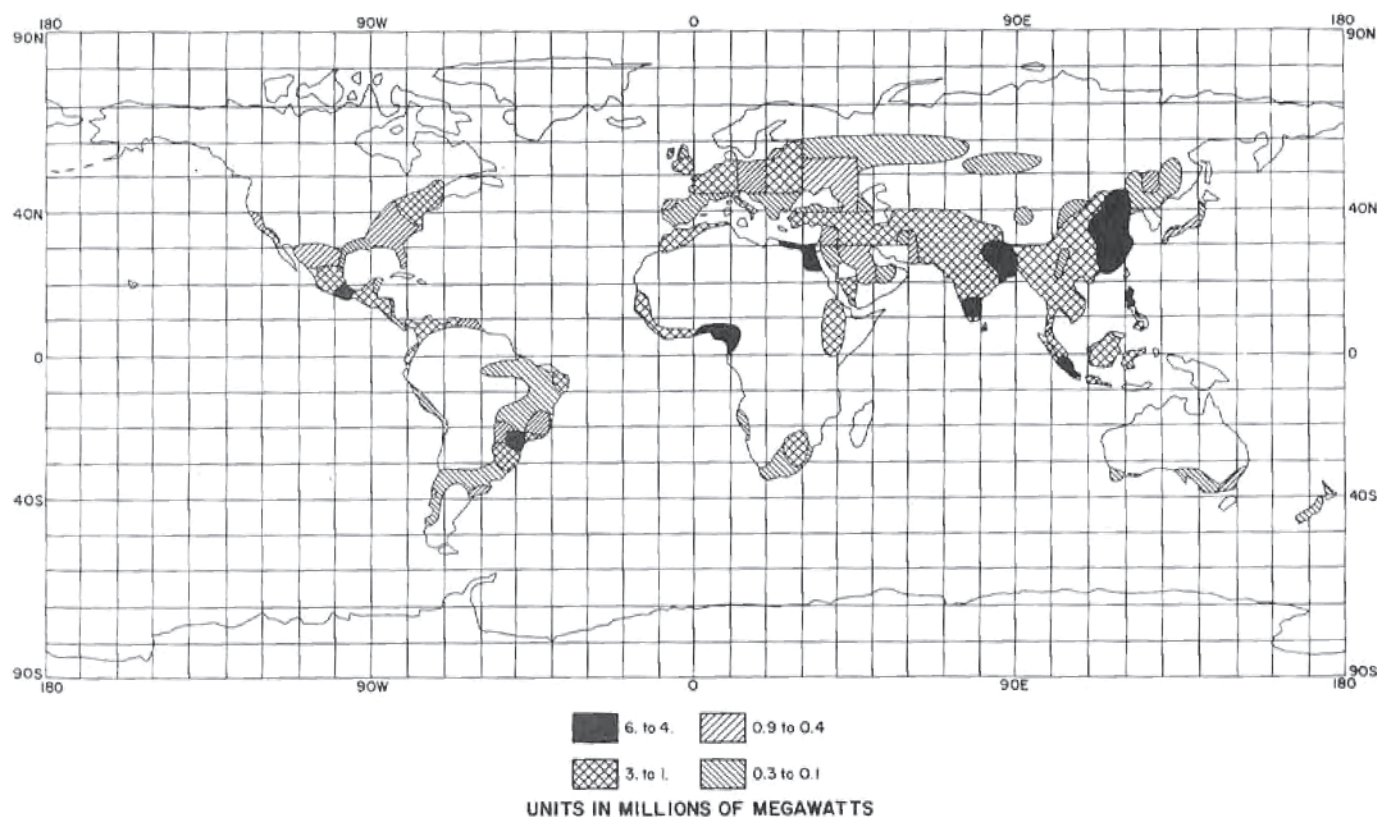 180 90W 0 90E 180
90N 90N
40N 40N
0 0
40S 40S
90S 90S
180 90W 0 90E 180
6. to 4. 0.9 to 0.4
3. to 1. 0.3 to 0.1
UNITS IN MILLIONS OF MEGAWATTS